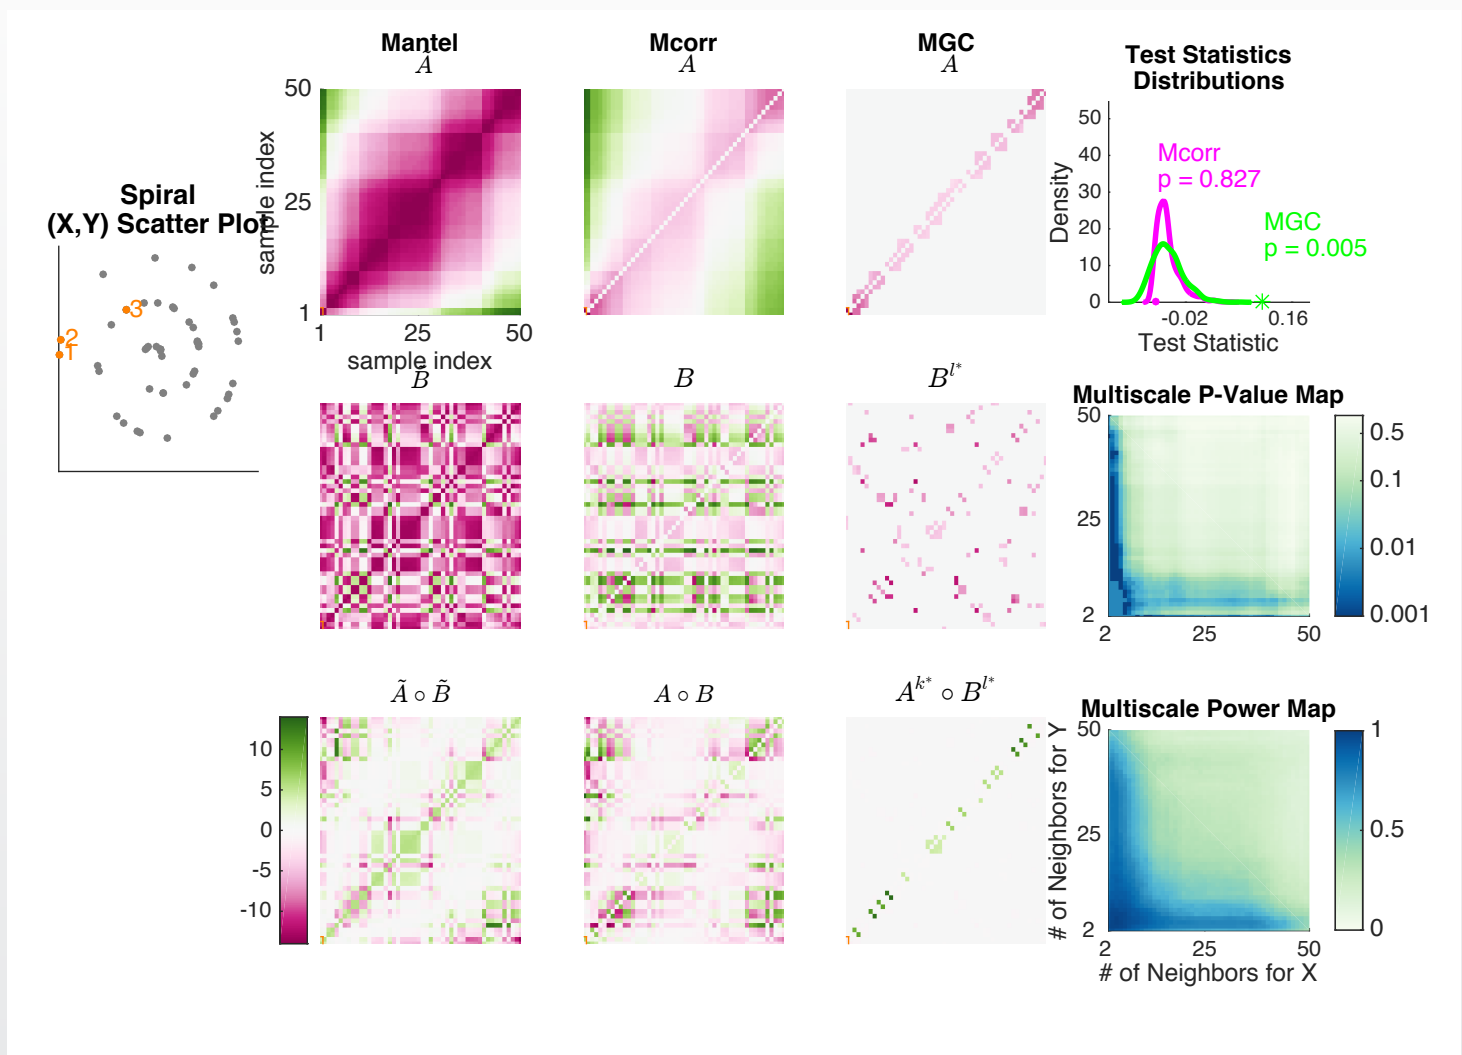 Mantel
Ã
Mcorr
A
MGC
A
Test Statistics
Distributions
Spiral
(X,Y) Scatter Plot
1
2
3
sample index
50
25
1
1
25
50
sample index
Density
50
40
30
20
10
0
Mcorr
p = 0.827
MGC
p = 0.005
-0.02
0.16
Test Statistic
B̃
B
B^{l*}
Multiscale P-Value Map
50
25
2
2
25
50
0.5
0.1
0.01
0.001
Ã ∘ B̃
A ∘ B
A^{k*} ∘ B^{l*}
10
5
0
-5
-10
Multiscale Power Map
# of Neighbors for Y
50
25
2
2
25
50
# of Neighbors for X
1
0.5
0